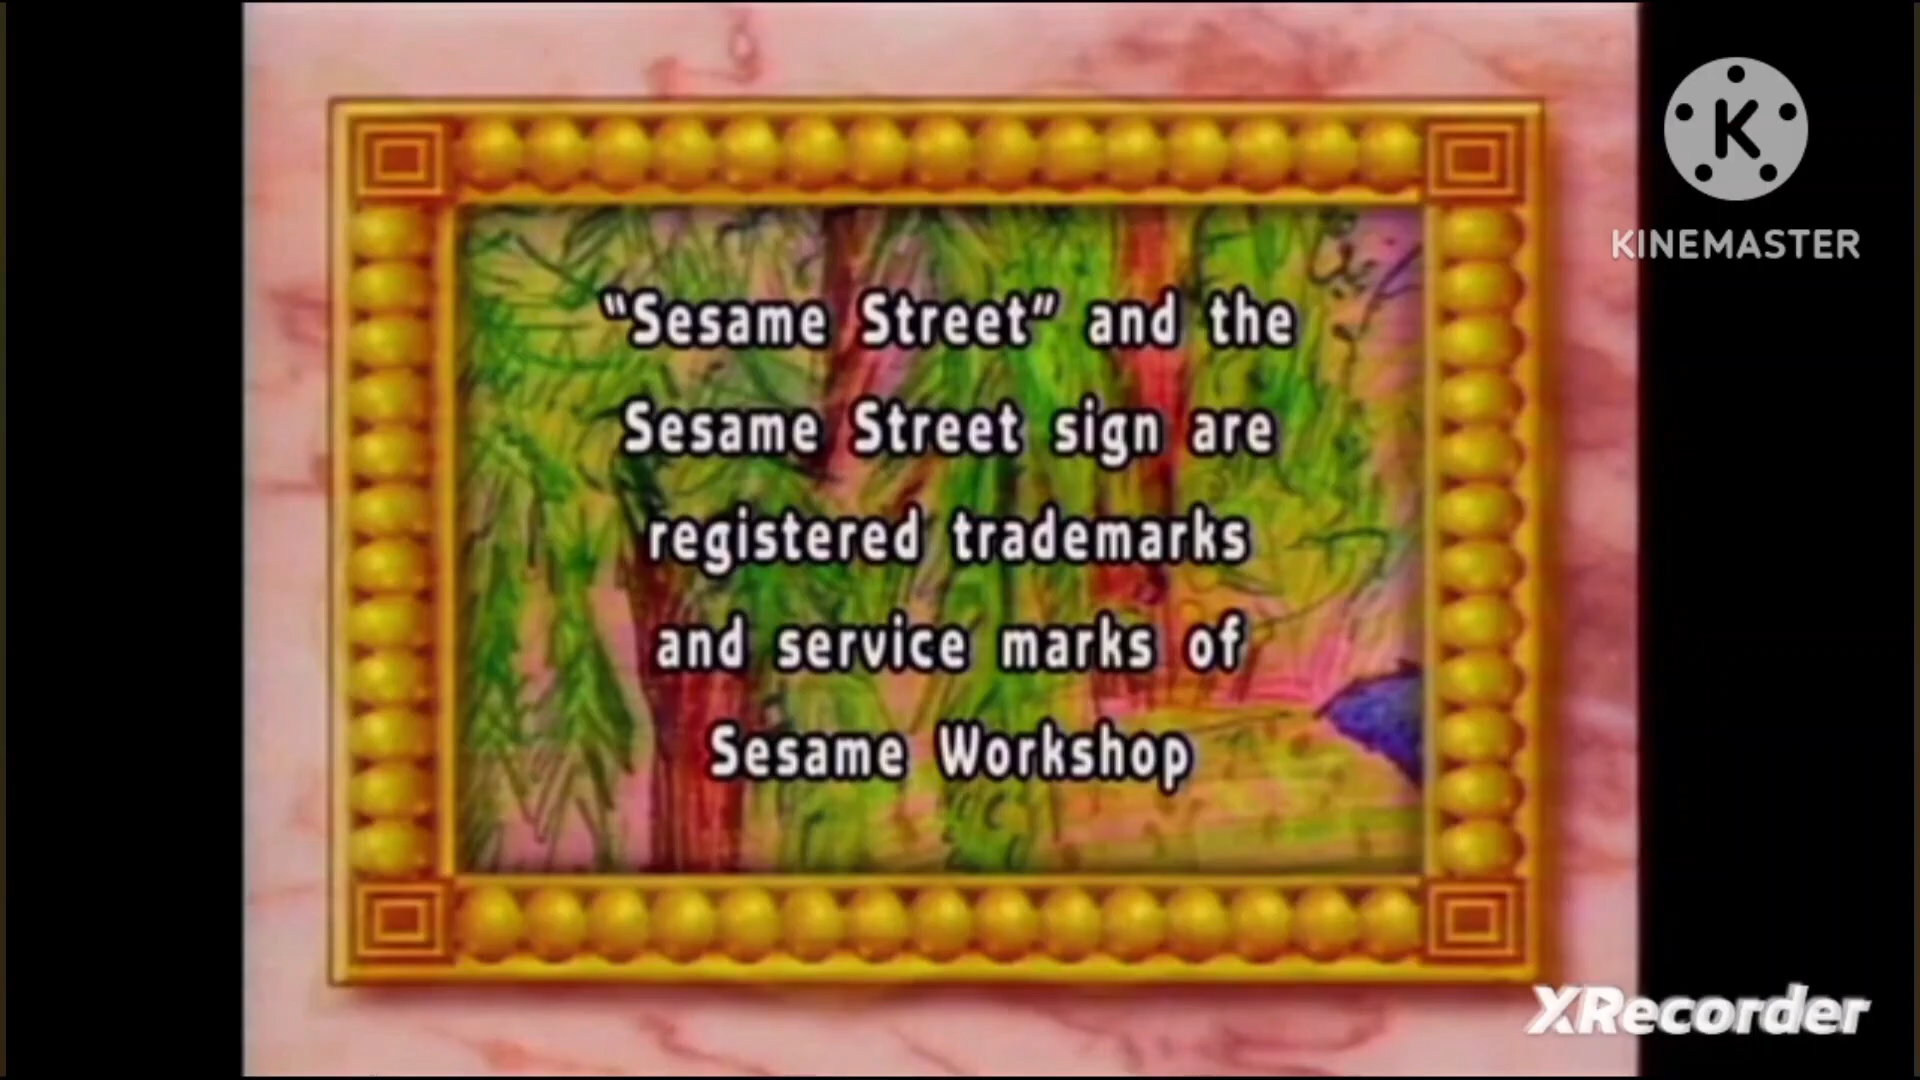 K
KINEMASTER
"Sesame Street" and the
Sesame Street sign are
registered trademarks
and service marks of
Sesame Workshop
XRecorder